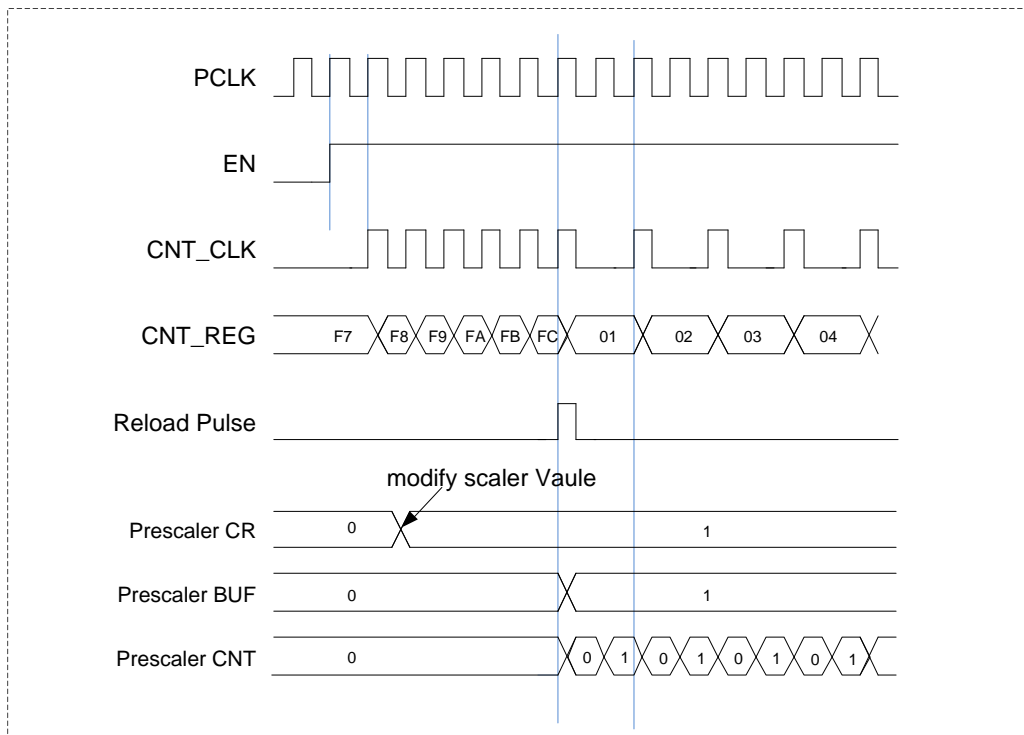 PCLK
EN
CNT_CLK
CNT_REG F7 F8 F9 FA FB FC 01 02 03 04
Reload Pulse
modify scaler Vaule
Prescaler CR 0 1
Prescaler BUF 0 1
Prescaler CNT 0 0 1 0 1 0 1 0 1